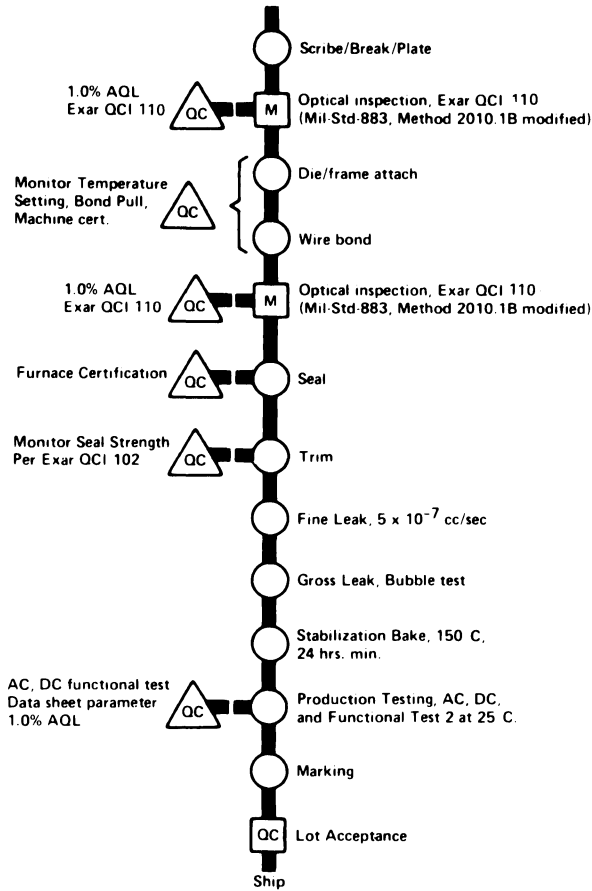 Scribe/Break/Plate
1.0% AQL
Exar QCI 110
QC
M
Optical inspection, Exar QCI 110
(Mil-Std-883, Method 2010.1B modified)
Monitor Temperature
Setting, Bond Pull,
Machine cert.
QC
Die/frame attach
Wire bond
1.0% AQL
Exar QCI 110
QC
M
Optical inspection, Exar QCI 110
(Mil-Std-883, Method 2010.1B modified)
Furnace Certification
QC
Seal
Monitor Seal Strength
Per Exar QCI 102
QC
Trim
Fine Leak, 5 x 10⁻⁷ cc/sec
Gross Leak, Bubble test
Stabilization Bake, 150 C,
24 hrs. min.
AC, DC functional test
Data sheet parameter
1.0% AQL
QC
Production Testing, AC, DC,
and Functional Test 2 at 25 C.
Marking
QC
Lot Acceptance
Ship